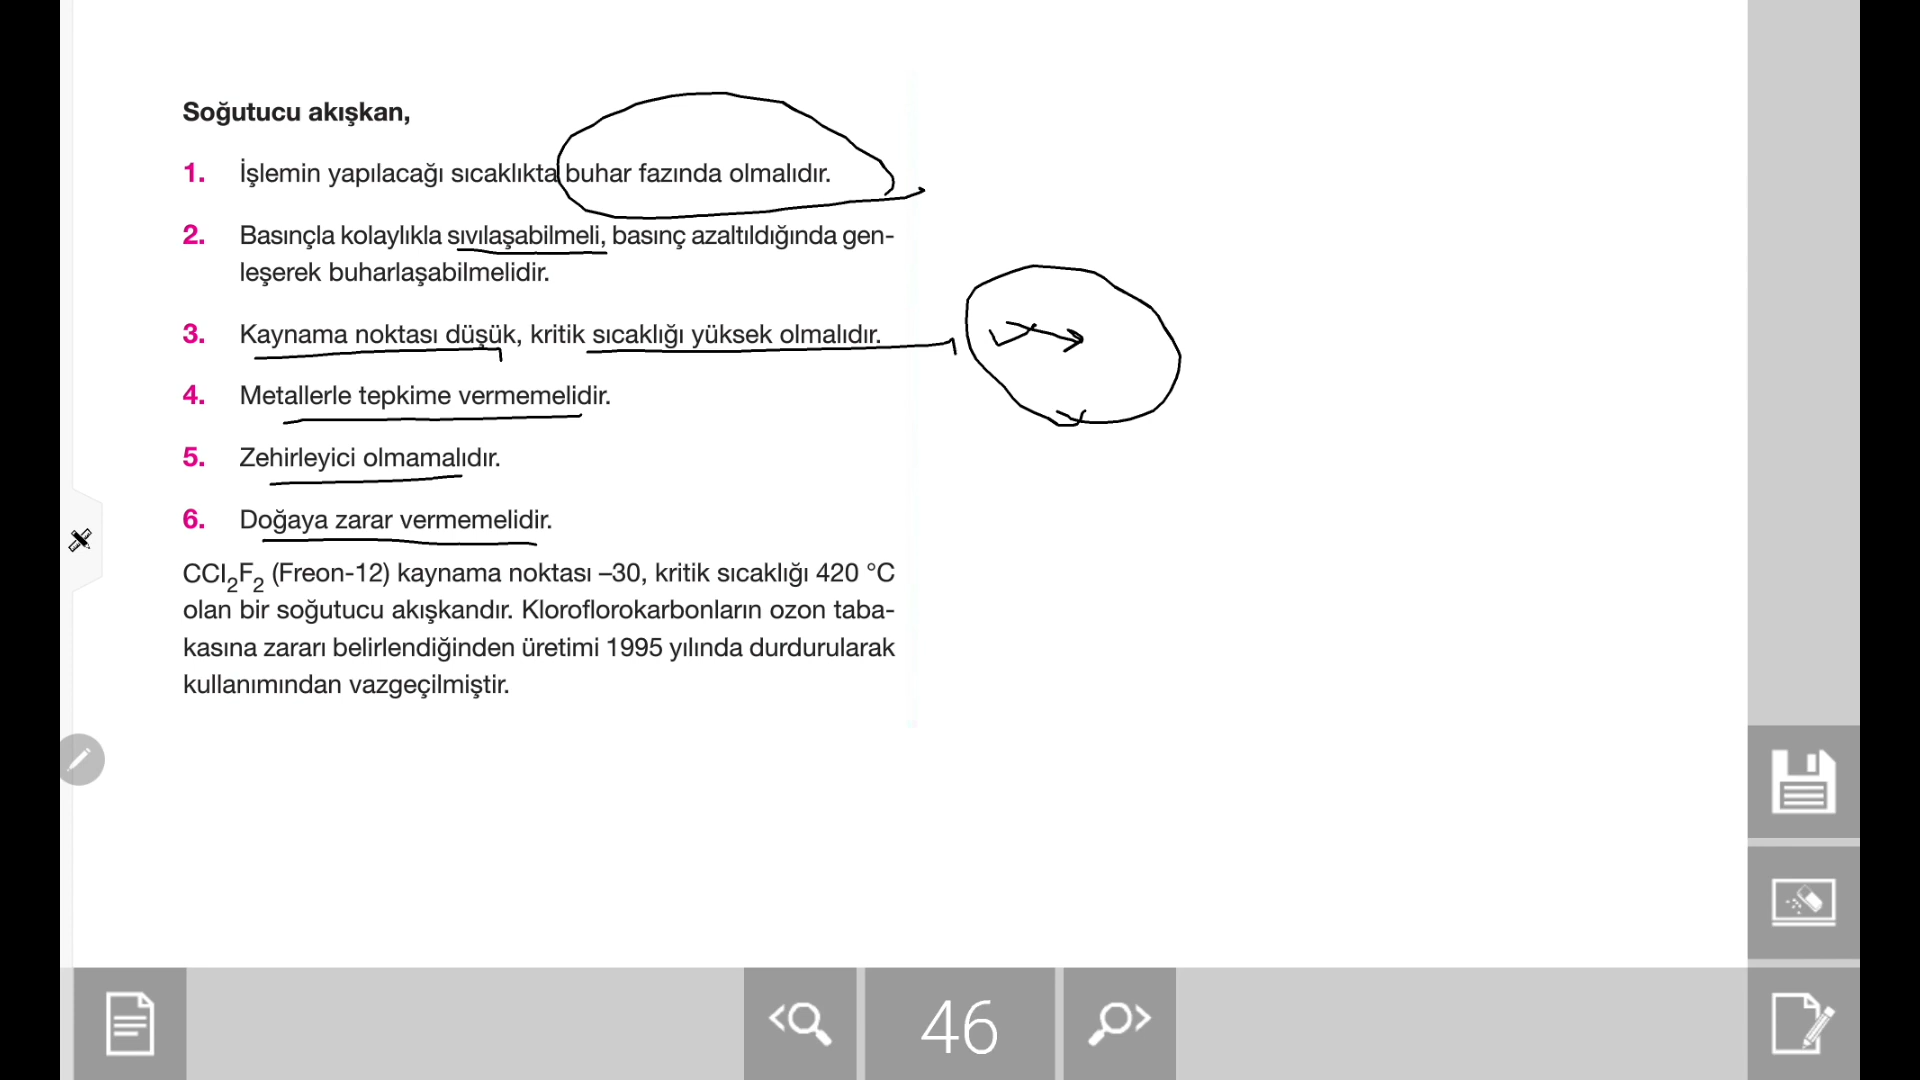 Soğutucu akışkan,
1. İşlemin yapılacağı sıcaklıkta buhar fazında olmalıdır.
2. Basınçla kolaylıkla sıvılaşabilmeli, basınç azaltıldığında gen-
leşerek buharlaşabilmelidir.
3. Kaynama noktası düşük, kritik sıcaklığı yüksek olmalıdır.
4. Metallerle tepkime vermemelidir.
5. Zehirleyici olmamalıdır.
6. Doğaya zarar vermemelidir.
CCl₂F₂ (Freon-12) kaynama noktası –30, kritik sıcaklığı 420 °C
olan bir soğutucu akışkandır. Kloroflorokarbonların ozon taba-
kasına zararı belirlendiğinden üretimi 1995 yılında durdurularak
kullanımından vazgeçilmiştir.
46